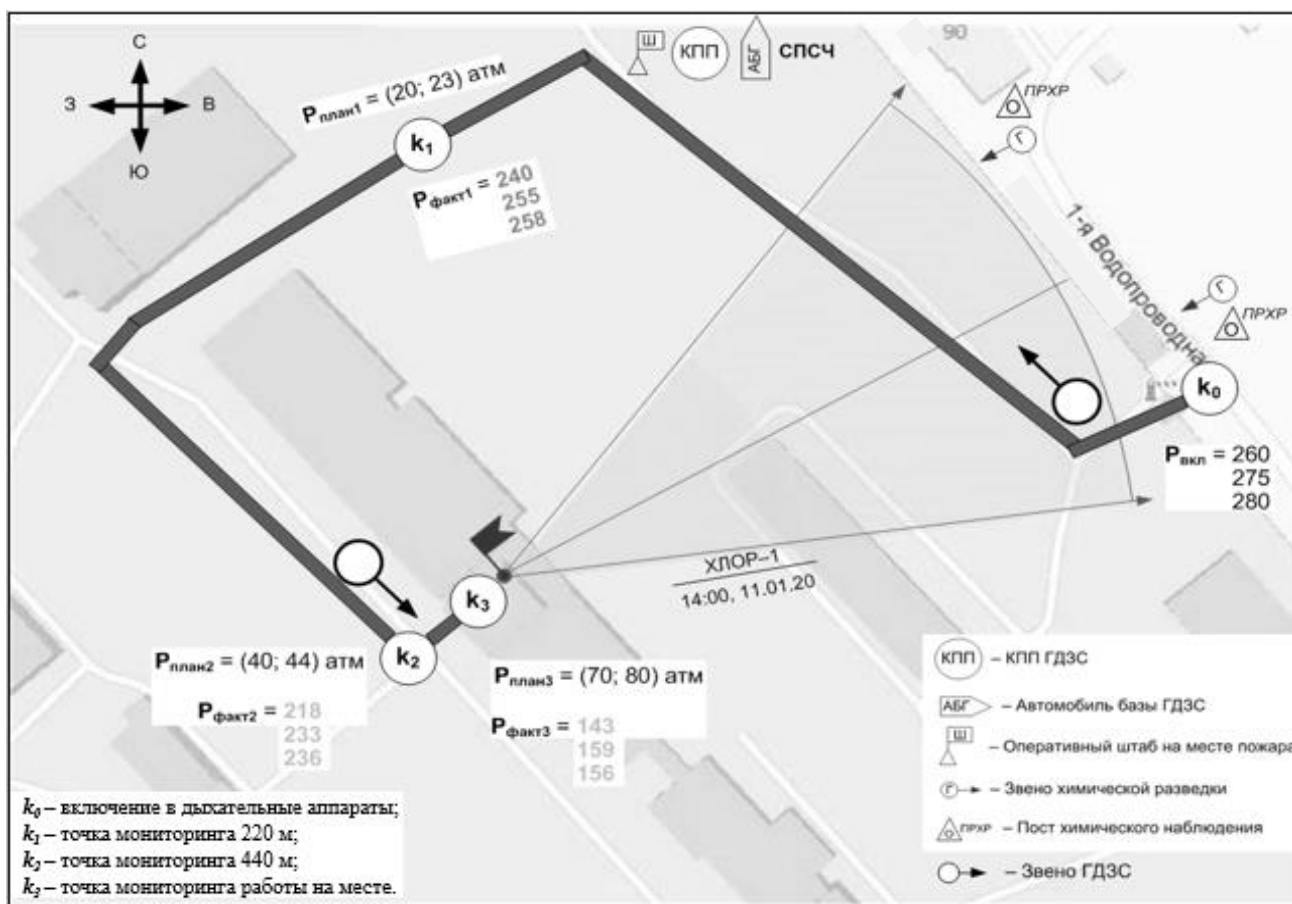 С
З
В
Ю
Pплан1 = (20; 23) атм
k1
Pфакт1 = 240
255
258
Ш
КПП
АБГ
СПСЧ
90
ПРХР
Г
1-я Водопроводна
Г
ПРХР
k0
Pвкл = 260
275
280
ХЛОР–1
14:00, 11.01.20
k3
k2
Pплан2 = (40; 44) атм
Pфакт2 = 218
233
236
Pплан3 = (70; 80) атм
Pфакт3 = 143
159
156
k0 – включение в дыхательные аппараты;
k1 – точка мониторинга 220 м;
k2 – точка мониторинга 440 м;
k3 – точка мониторинга работы на месте.
КПП – КПП ГДЗС
АБГ – Автомобиль базы ГДЗС
Ш – Оперативный штаб на месте пожара
Г – Звено химической разведки
ПРХР – Пост химического наблюдения
– Звено ГДЗС